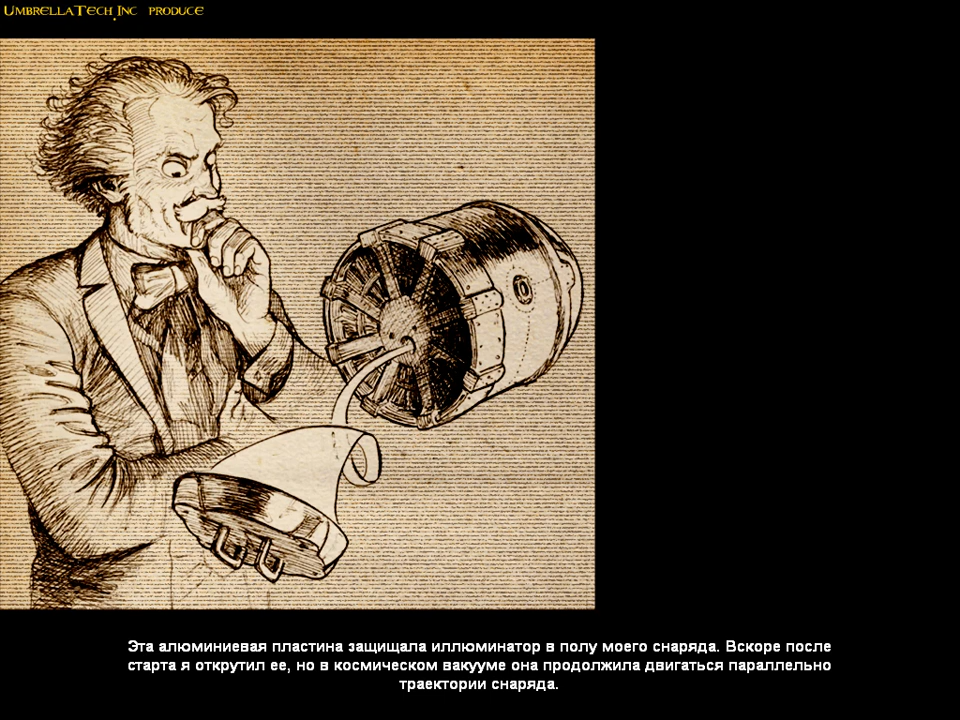 UmbrellaTech.Inc produce
Эта алюминиевая пластина защищала иллюминатор в полу моего снаряда. Вскоре после
старта я открутил ее, но в космическом вакууме она продолжила двигаться параллельно
траектории снаряда.